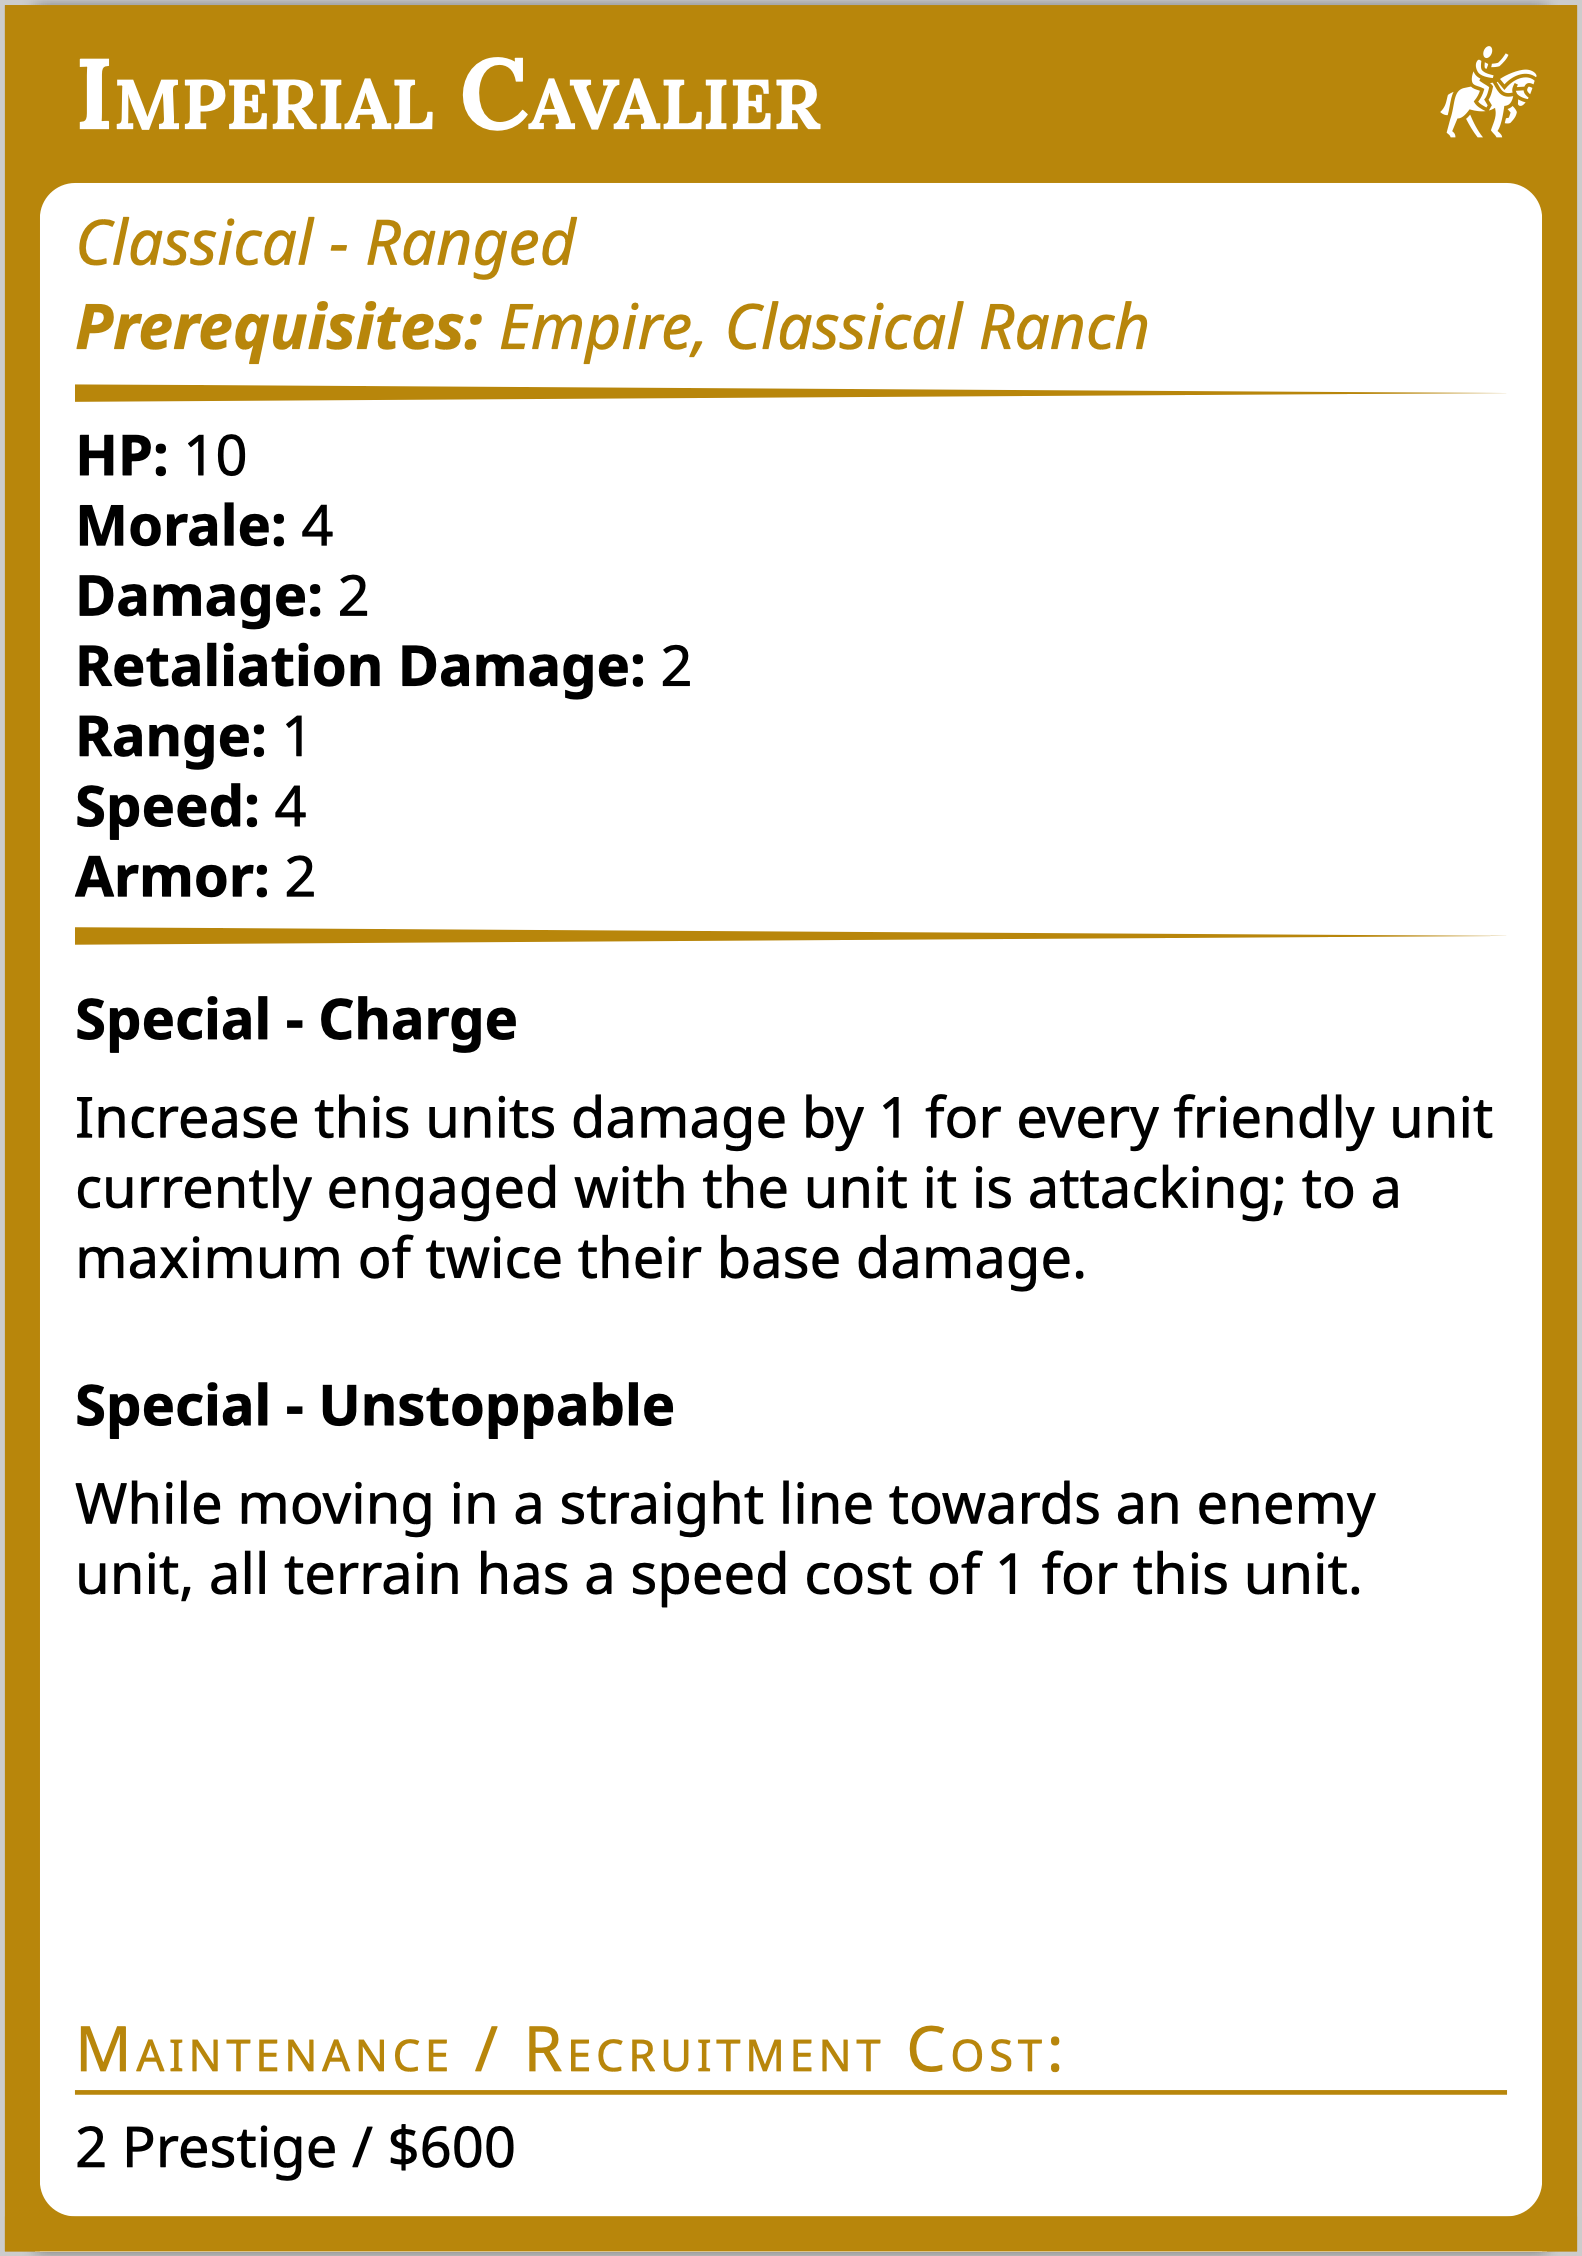 Imperial Cavalier
Classical - Ranged
Prerequisites: Empire, Classical Ranch
HP: 10
Morale: 4
Damage: 2
Retaliation Damage: 2
Range: 1
Speed: 4
Armor: 2
Special - Charge
Increase this units damage by 1 for every friendly unit
currently engaged with the unit it is attacking; to a
maximum of twice their base damage.
Special - Unstoppable
While moving in a straight line towards an enemy
unit, all terrain has a speed cost of 1 for this unit.
Maintenance / Recruitment Cost:
2 Prestige / $600